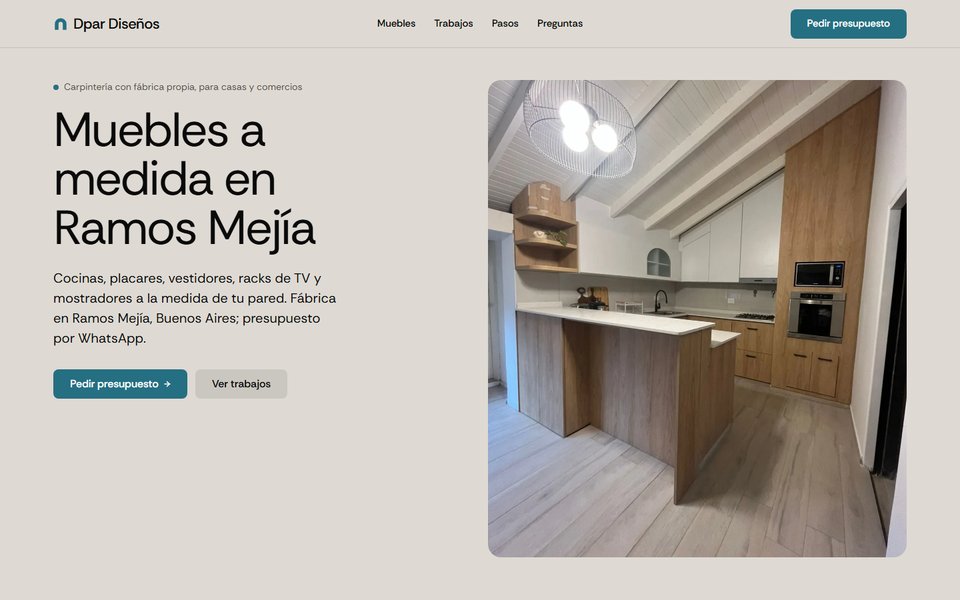 Dpar Diseños
Muebles
Trabajos
Pasos
Preguntas
Pedir presupuesto
Carpintería con fábrica propia, para casas y comercios
Muebles a
medida en
Ramos Mejía
Cocinas, placares, vestidores, racks de TV y
mostradores a la medida de tu pared. Fábrica
en Ramos Mejía, Buenos Aires; presupuesto
por WhatsApp.
Pedir presupuesto →
Ver trabajos